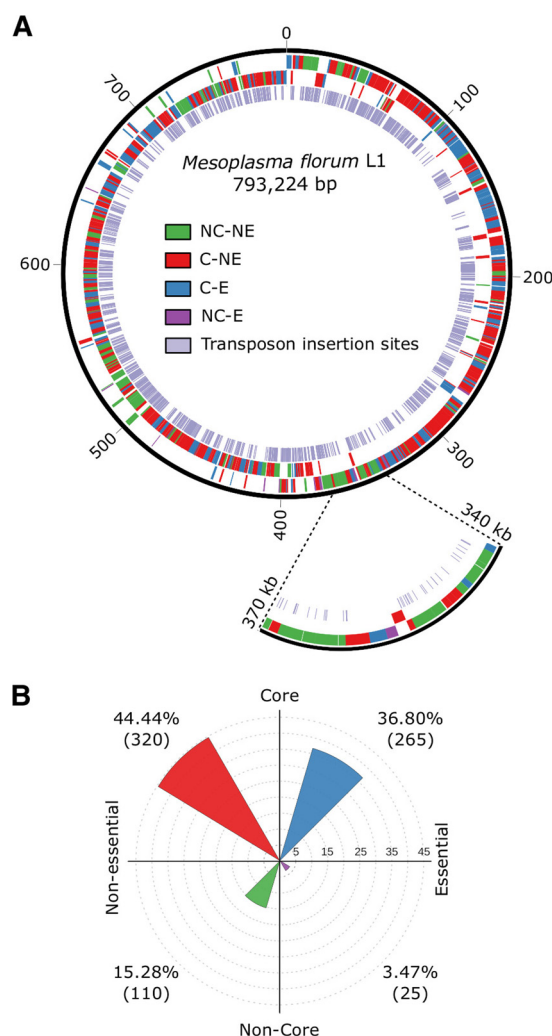 A
0
100
200
300
400
500
600
700
Mesoplasma florum L1
793,224 bp
NC-NE
C-NE
C-E
NC-E
Transposon insertion sites
340 kb
370 kb
B
Core
44.44%
(320)
36.80%
(265)
Non-essential
5 15 25 35 45
Essential
15.28%
(110)
3.47%
(25)
Non-Core